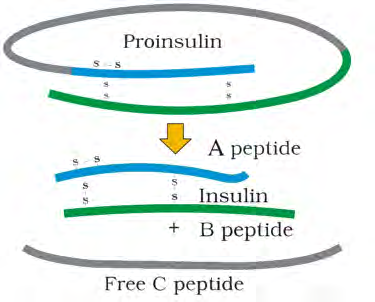 Proinsulin
s - s
s s
s s
A peptide
s - s
s s
s s
Insulin
+ B peptide
Free C peptide